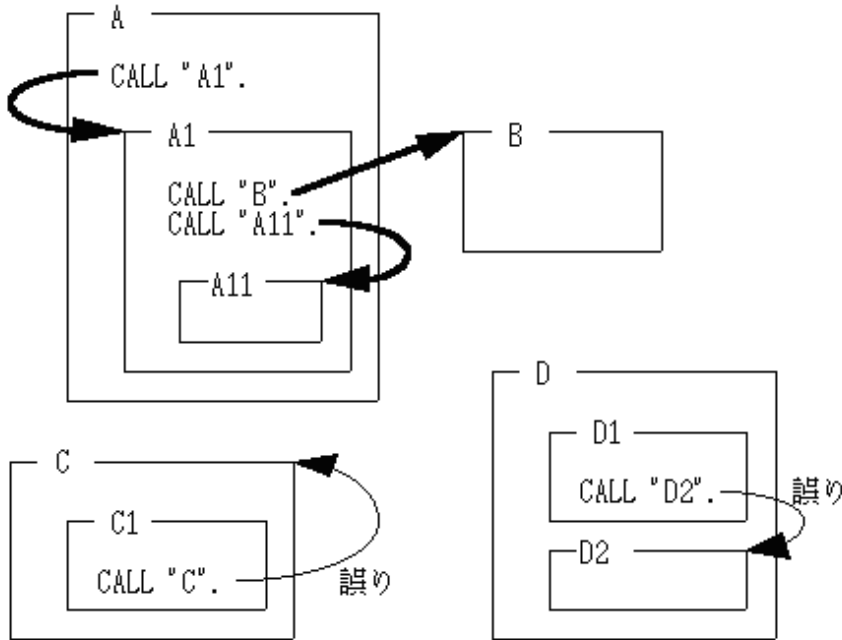 A
CALL "A1".
A1
B
CALL "B".
CALL "A11".
A11
D
D1
CALL "D2".
誤り
D2
C
C1
CALL "C".
誤り